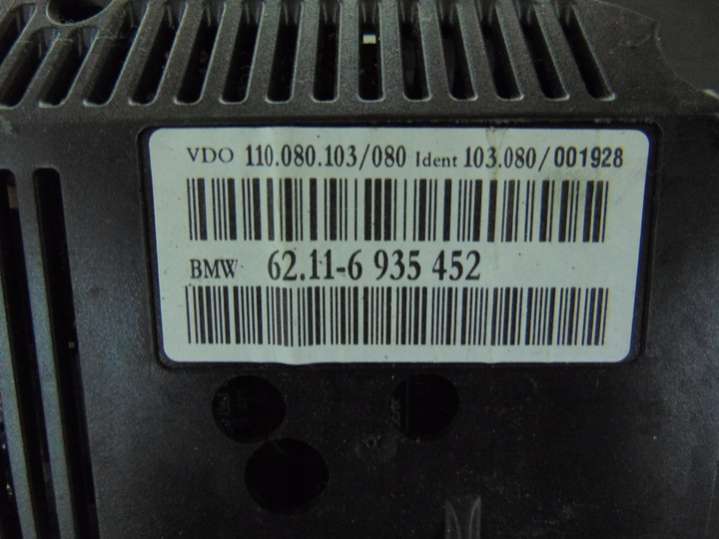 VDO 110.080.103/080 Ident 103.080/001928
BMW 62.11-6 935 452